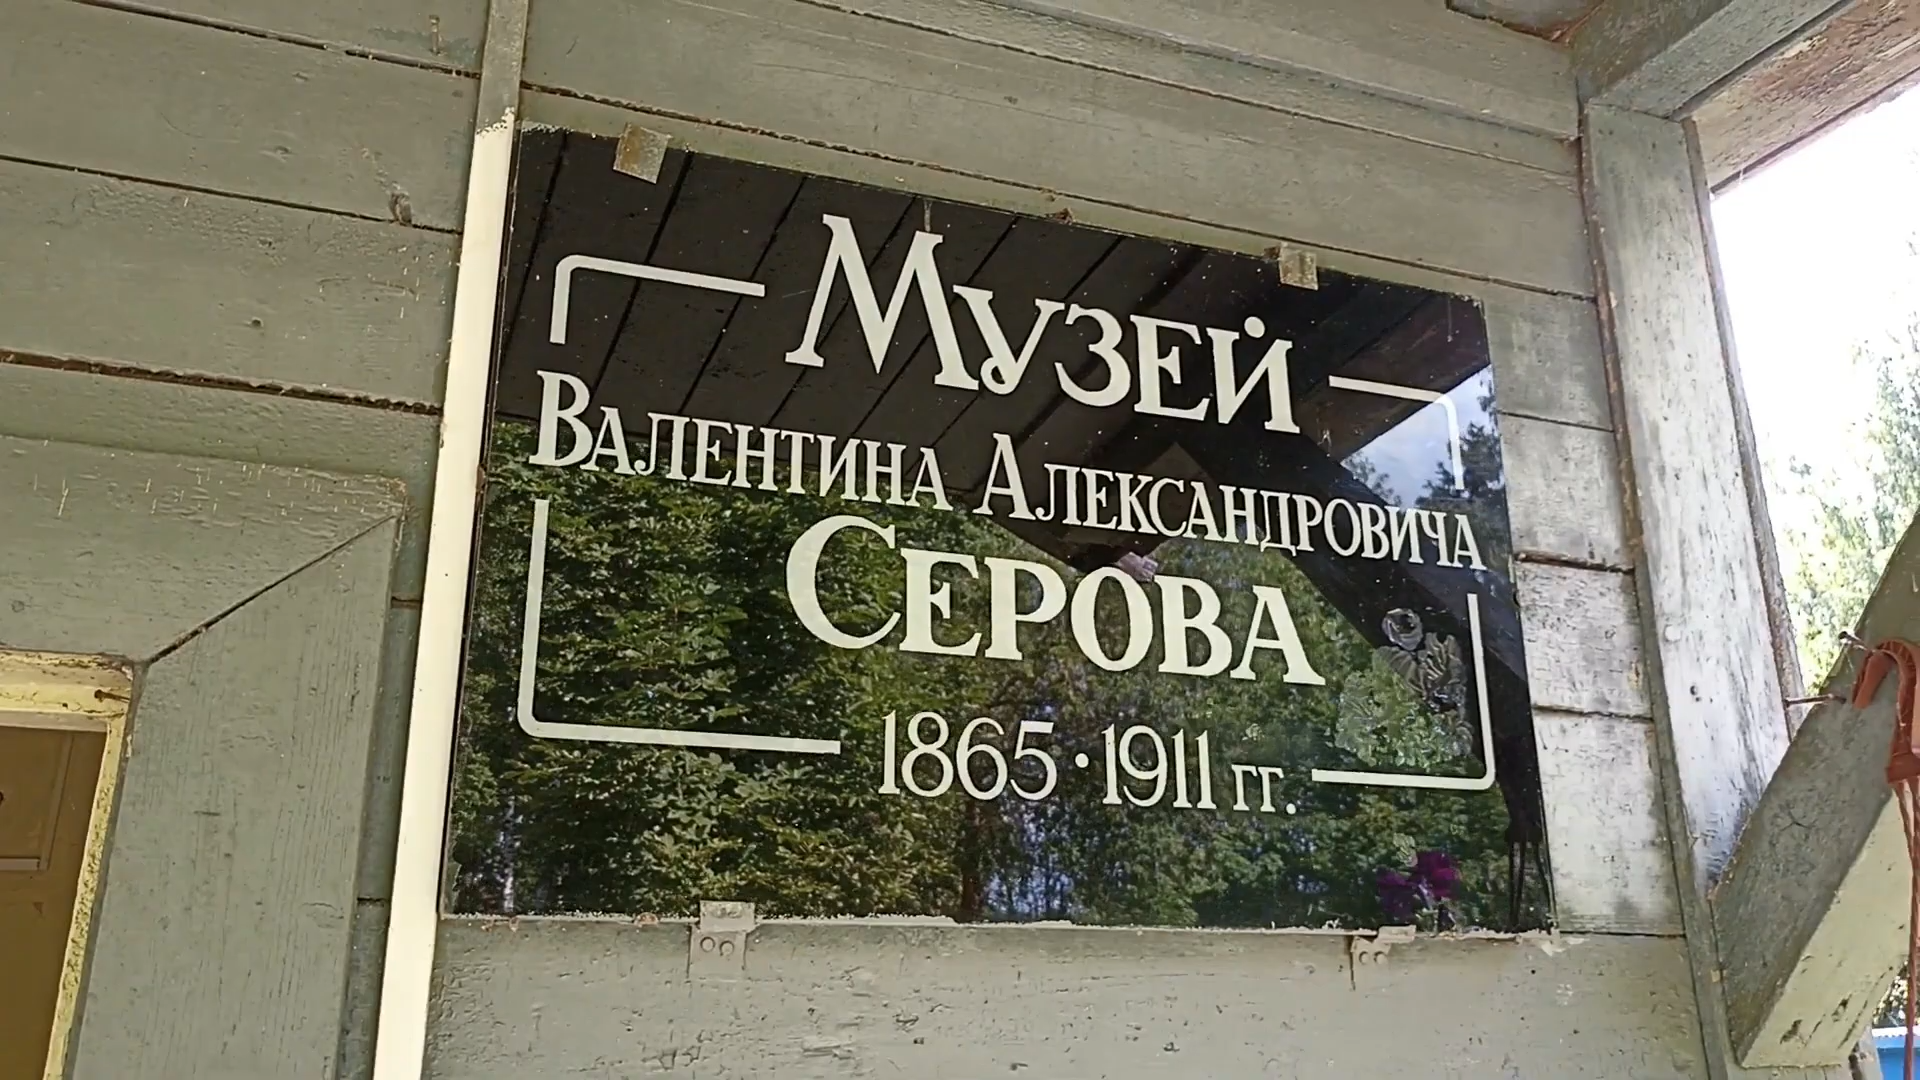 Музей
Валентина Александровича
Серова
1865·1911 гг.